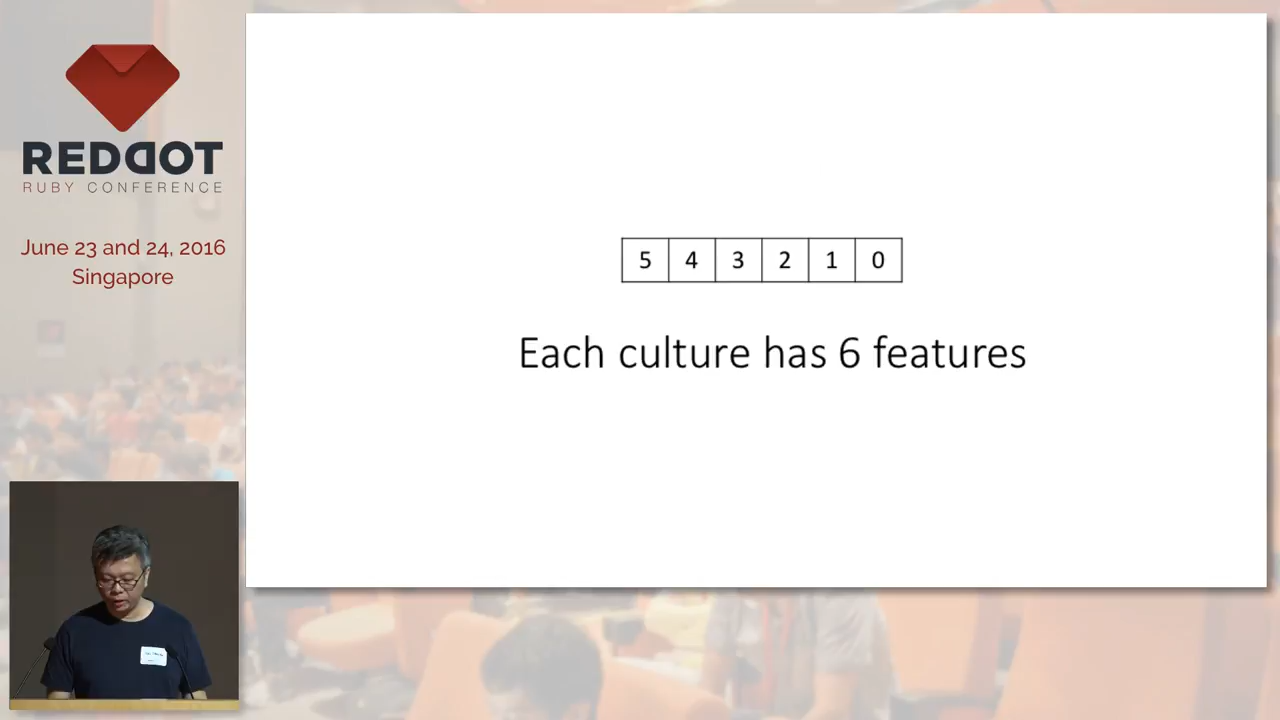 REDDOT
RUBY CONFERENCE
June 23 and 24, 2016
Singapore
5 4 3 2 1 0
Each culture has 6 features